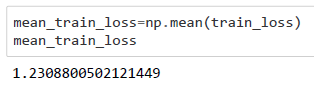 mean_train_loss=np.mean(train_loss)
mean_train_loss
1.2308800502121449